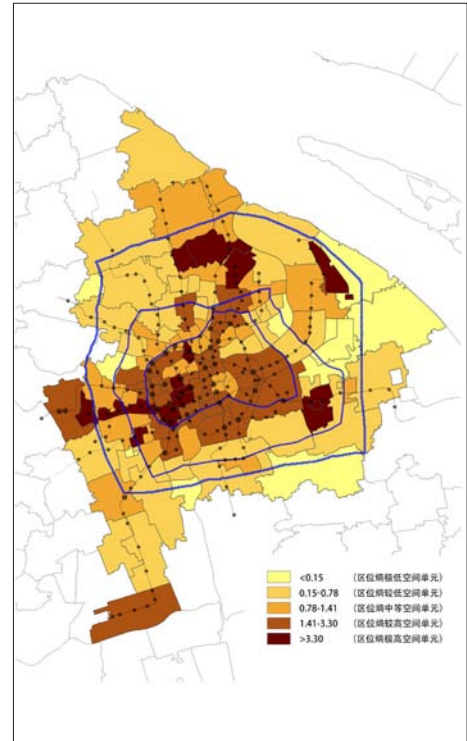 <0.15 (区位熵极低空间单元)
0.15-0.78 (区位熵较低空间单元)
0.78-1.41 (区位熵中等空间单元)
1.41-3.30 (区位熵较高空间单元)
>3.30 (区位熵极高空间单元)